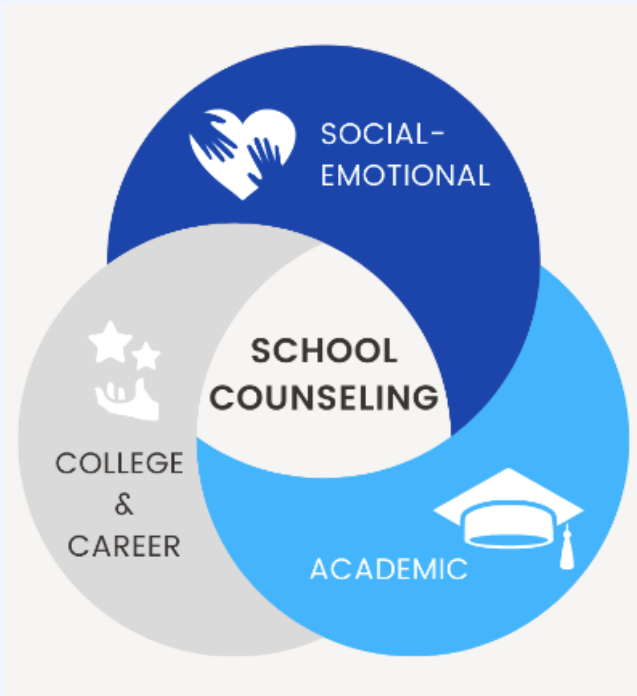 SOCIAL-
EMOTIONAL
SCHOOL
COUNSELING
COLLEGE
&
CAREER
ACADEMIC